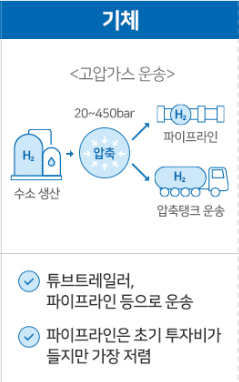 기체
<고압가스 운송>
20~450bar
H₂
파이프라인
H₂
압축
H₂
수소 생산
압축탱크 운송
튜브트레일러,
파이프라인 등으로 운송
파이프라인은 초기 투자비가
들지만 가장 저렴